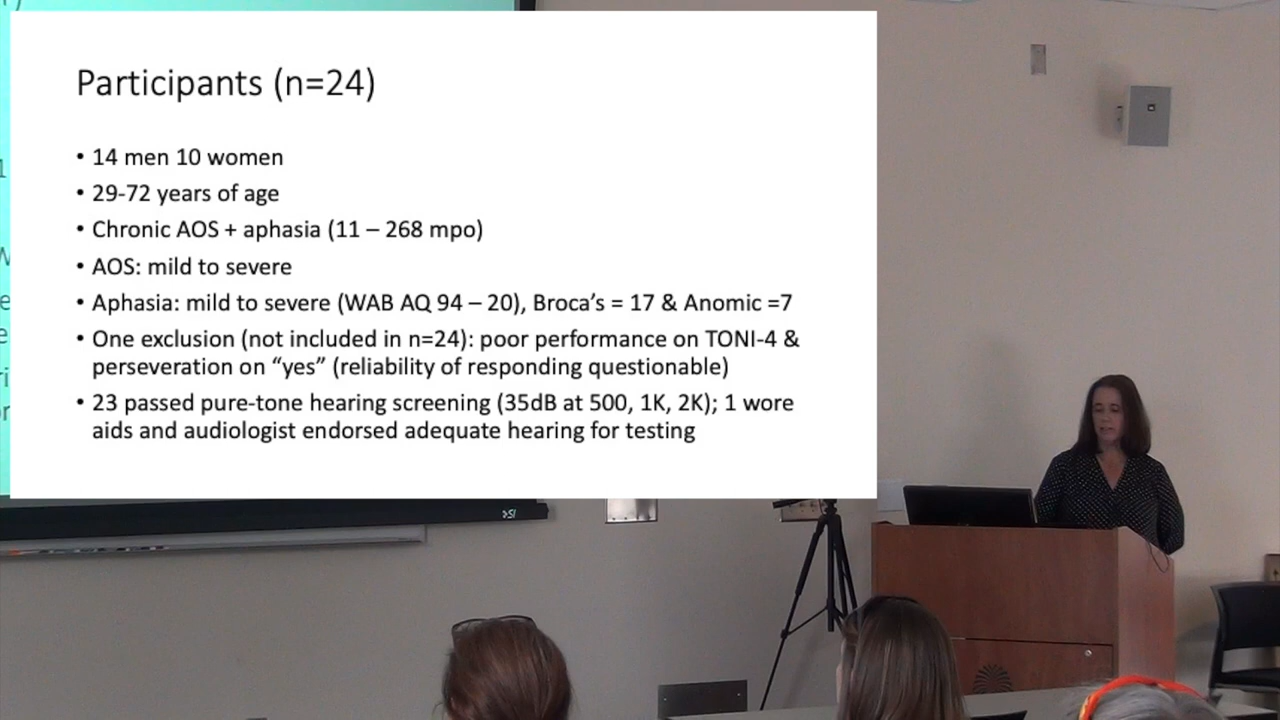 Participants (n=24)
• 14 men 10 women
• 29-72 years of age
• Chronic AOS + aphasia (11 – 268 mpo)
• AOS: mild to severe
• Aphasia: mild to severe (WAB AQ 94 – 20), Broca's = 17 & Anomic =7
• One exclusion (not included in n=24): poor performance on TONI-4 &
perseveration on “yes” (reliability of responding questionable)
• 23 passed pure-tone hearing screening (35dB at 500, 1K, 2K); 1 wore
aids and audiologist endorsed adequate hearing for testing